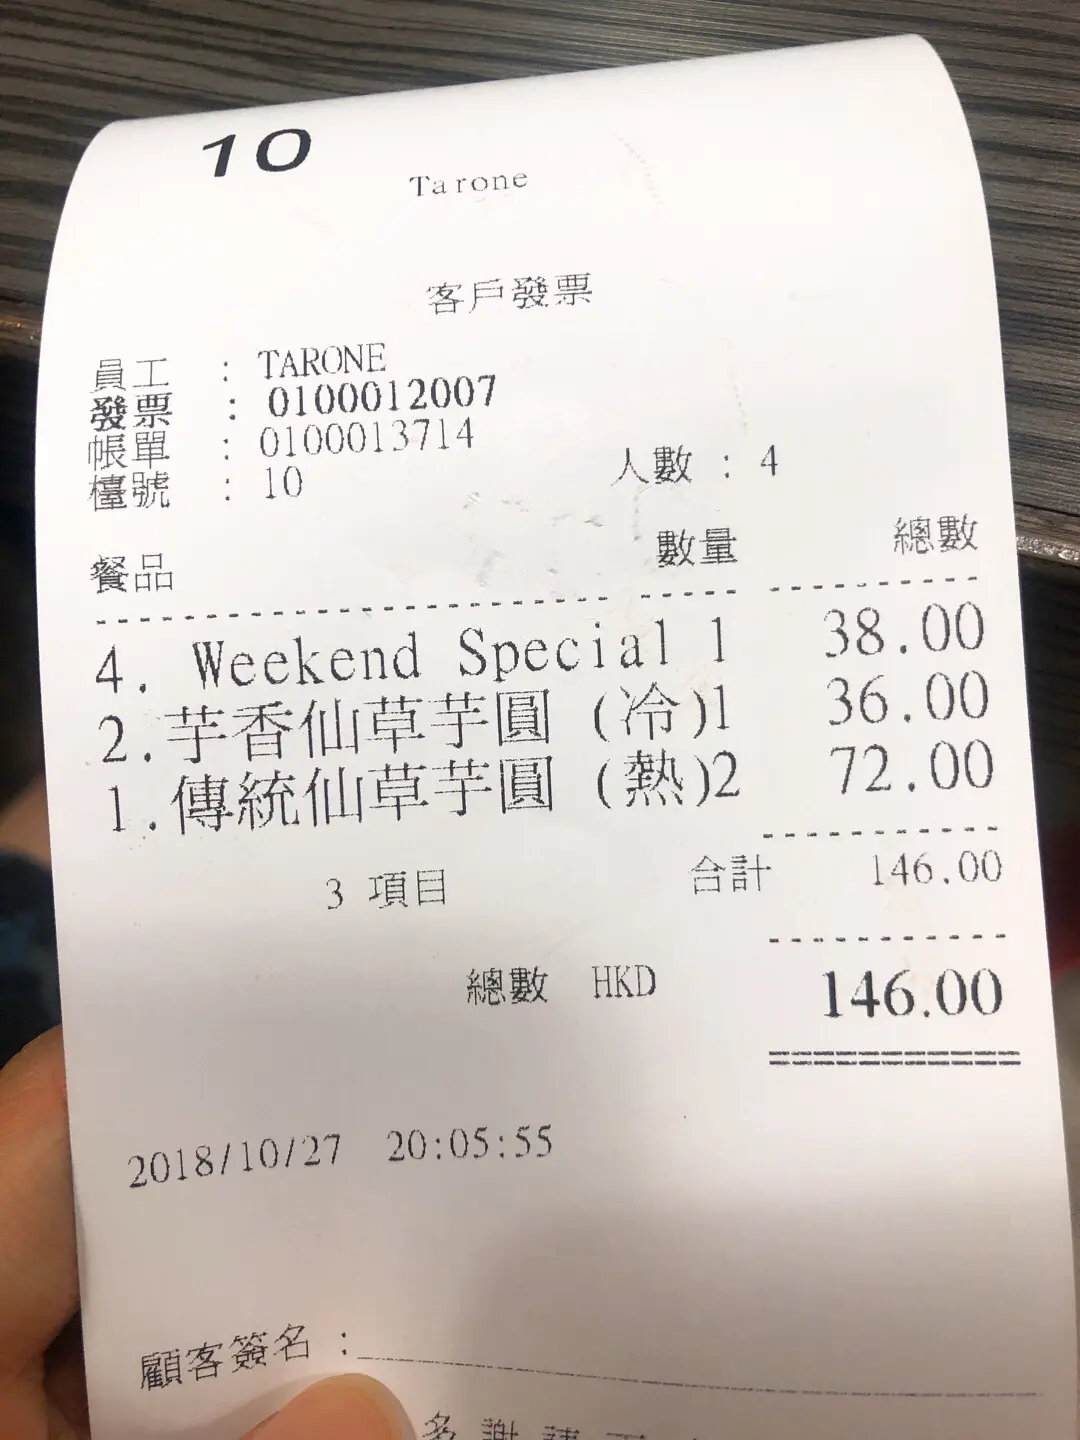 10
Tarone
客戶發票
員工 : TARONE
發票 : 0100012007
帳單 : 0100013714
檯號 : 10 人數 : 4
餐品 數量 總數
4. Weekend Special 1 38.00
2.芋香仙草芋圓 (冷)1 36.00
1.傳統仙草芋圓 (熱)2 72.00
3 項目 合計 146.00
總數 HKD 146.00
2018/10/27 20:05:55
顧客簽名 :
多謝